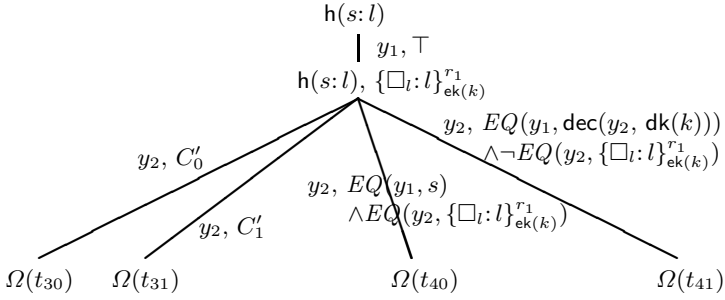 h(s:l)
y₁, ⊤
h(s:l), {□ₗ:l}^{r₁}_{ek(k)}
y₂, EQ(y₁, dec(y₂, dk(k)))
∧¬EQ(y₂, {□ₗ:l}^{r₁}_{ek(k)})
y₂, C′₀
y₂, EQ(y₁, s)
∧EQ(y₂, {□ₗ:l}^{r₁}_{ek(k)})
y₂, C′₁
Ω(t₃₀) Ω(t₃₁) Ω(t₄₀) Ω(t₄₁)